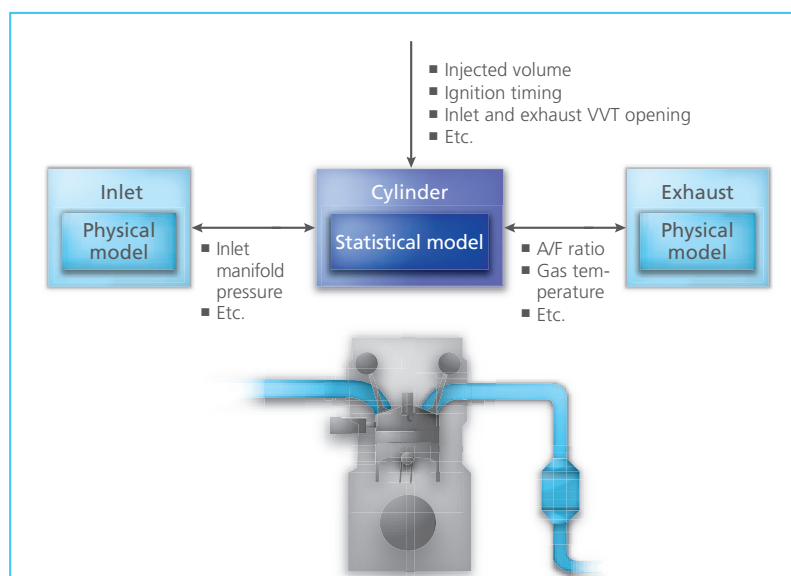 ■ Injected volume
■ Ignition timing
■ Inlet and exhaust VVT opening
■ Etc.
Inlet
Physical
model
■ Inlet
manifold
pressure
■ Etc.
Cylinder
Statistical model
■ A/F ratio
■ Gas tem-
perature
■ Etc.
Exhaust
Physical
model